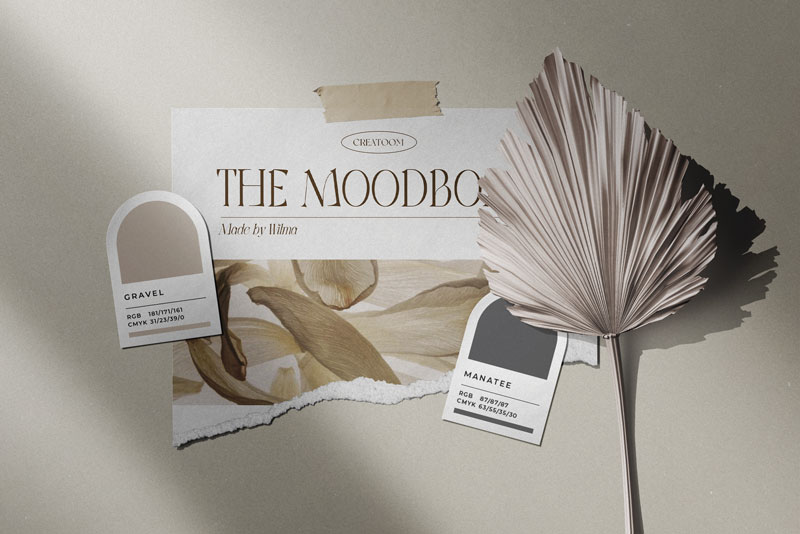 CREATOOM
THE MOODBO
Made by Wilma
GRAVEL
RGB 181/171/161
CMYK 31/23/39/0
MANATEE
RGB 87/87/87
CMYK 63/55/35/30